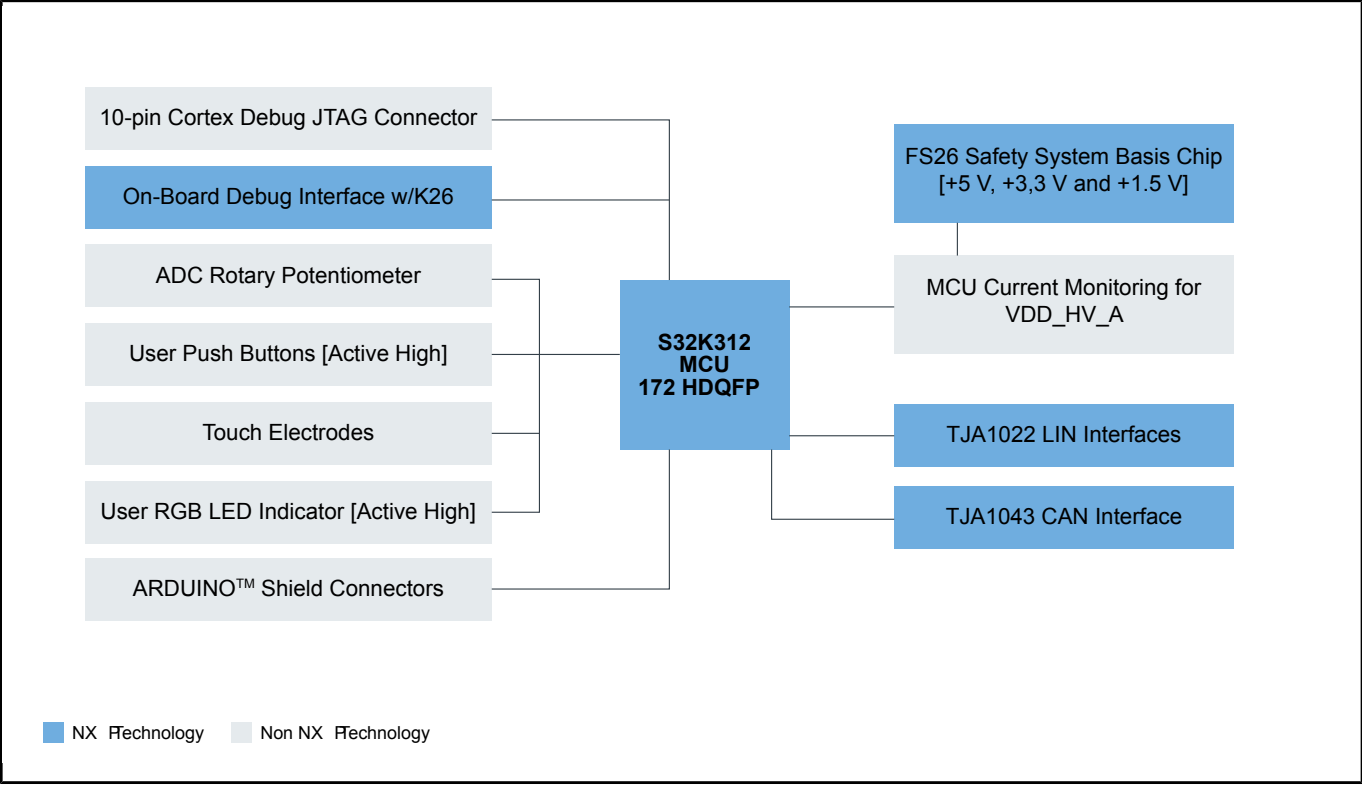 10-pin Cortex Debug JTAG Connector
On-Board Debug Interface w/K26
ADC Rotary Potentiometer
User Push Buttons [Active High]
Touch Electrodes
User RGB LED Indicator [Active High]
ARDUINO™ Shield Connectors
S32K312
MCU
172 HDQFP
FS26 Safety System Basis Chip
[+5 V, +3,3 V and +1.5 V]
MCU Current Monitoring for
VDD_HV_A
TJA1022 LIN Interfaces
TJA1043 CAN Interface
NX PTechnology
Non NX PTechnology